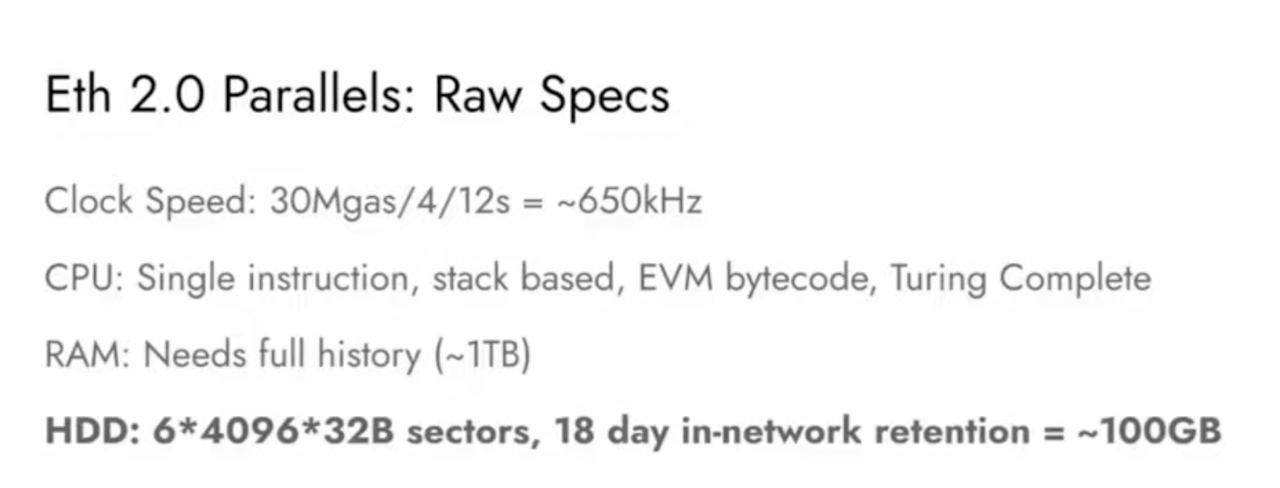 Eth 2.0 Parallels: Raw Specs
Clock Speed: 30Mgas/4/12s = ~650kHz
CPU: Single instruction, stack based, EVM bytecode, Turing Complete
RAM: Needs full history (~1TB)
HDD: 6*4096*32B sectors, 18 day in-network retention = ~100GB